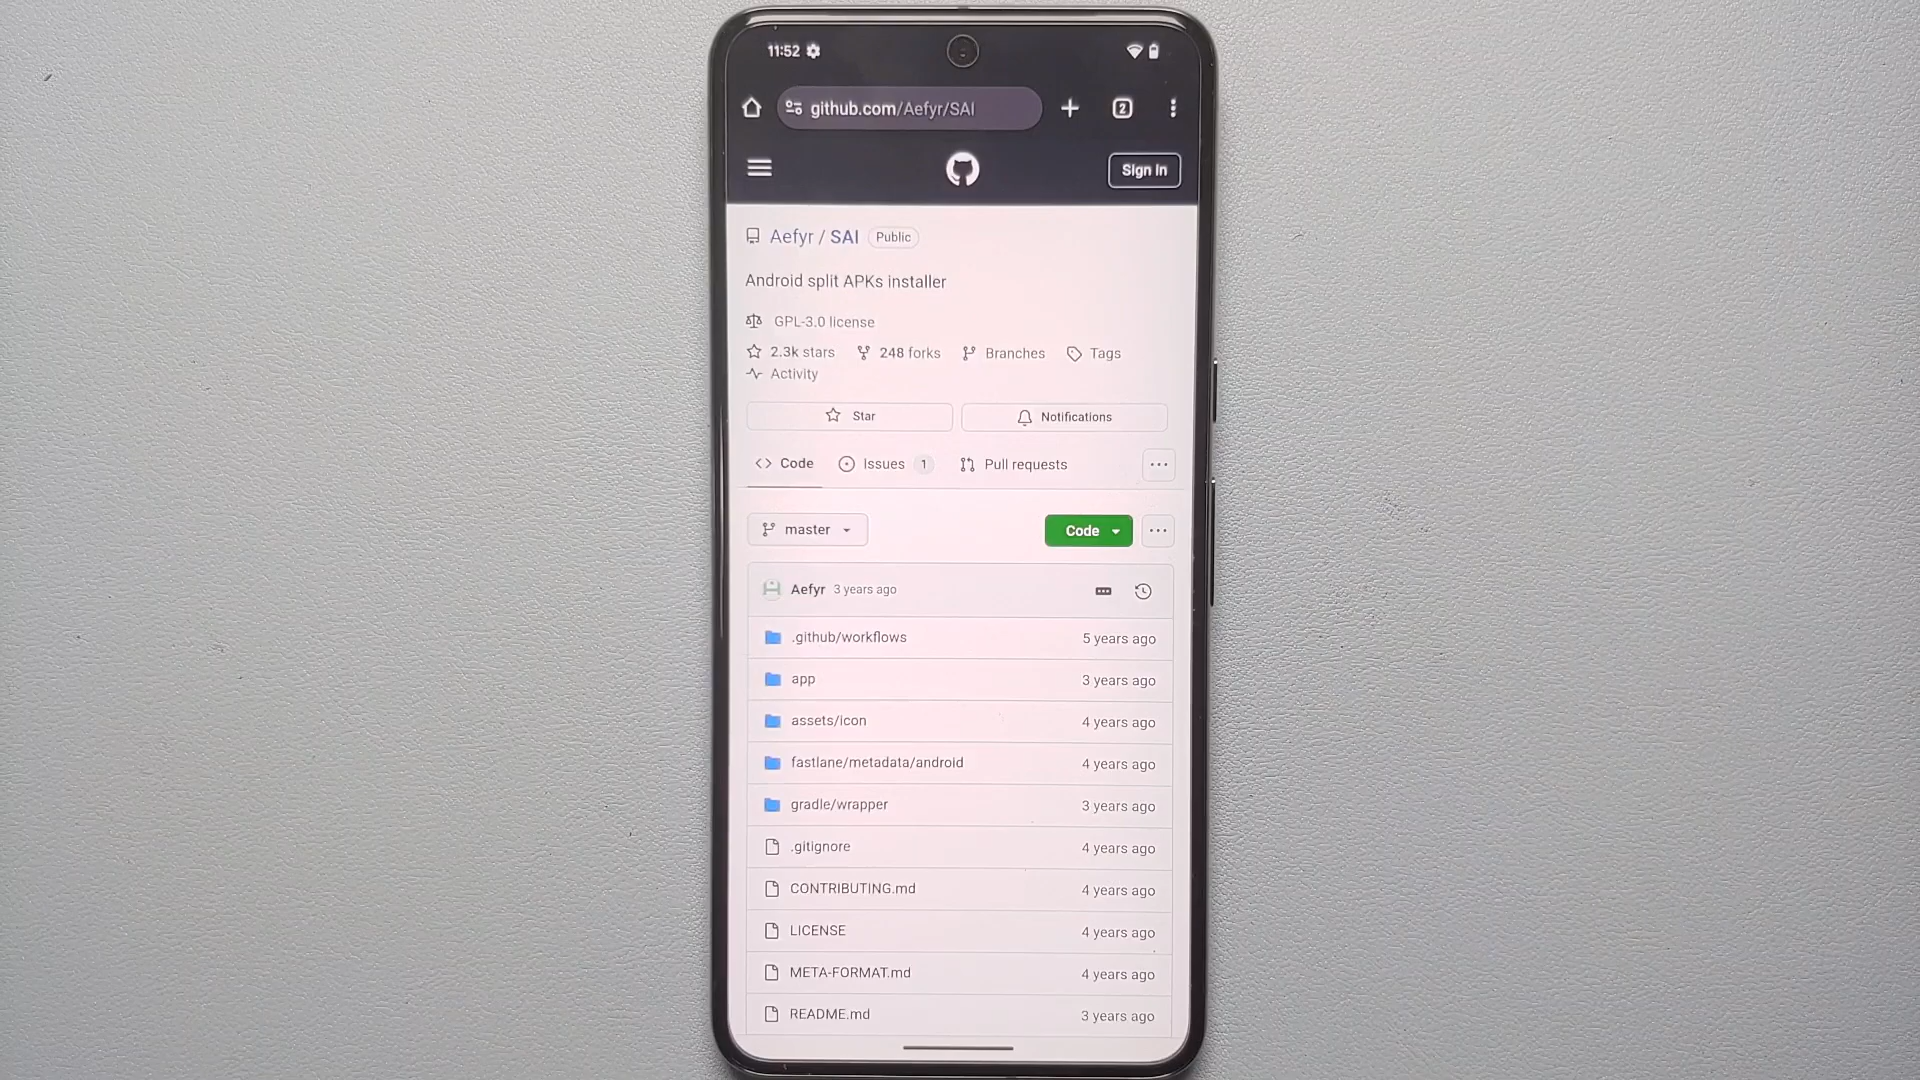 11:52
github.com/Aefyr/SAI
2
Sign in
Aefyr / SAI Public
Android split APKs installer
GPL-3.0 license
2.3k stars 248 forks Branches Tags
Activity
Star Notifications
Code Issues 1 Pull requests
master Code
Aefyr 3 years ago
.github/workflows 5 years ago
app 3 years ago
assets/icon 4 years ago
fastlane/metadata/android 4 years ago
gradle/wrapper 3 years ago
.gitignore 4 years ago
CONTRIBUTING.md 4 years ago
LICENSE 4 years ago
META-FORMAT.md 4 years ago
README.md 3 years ago